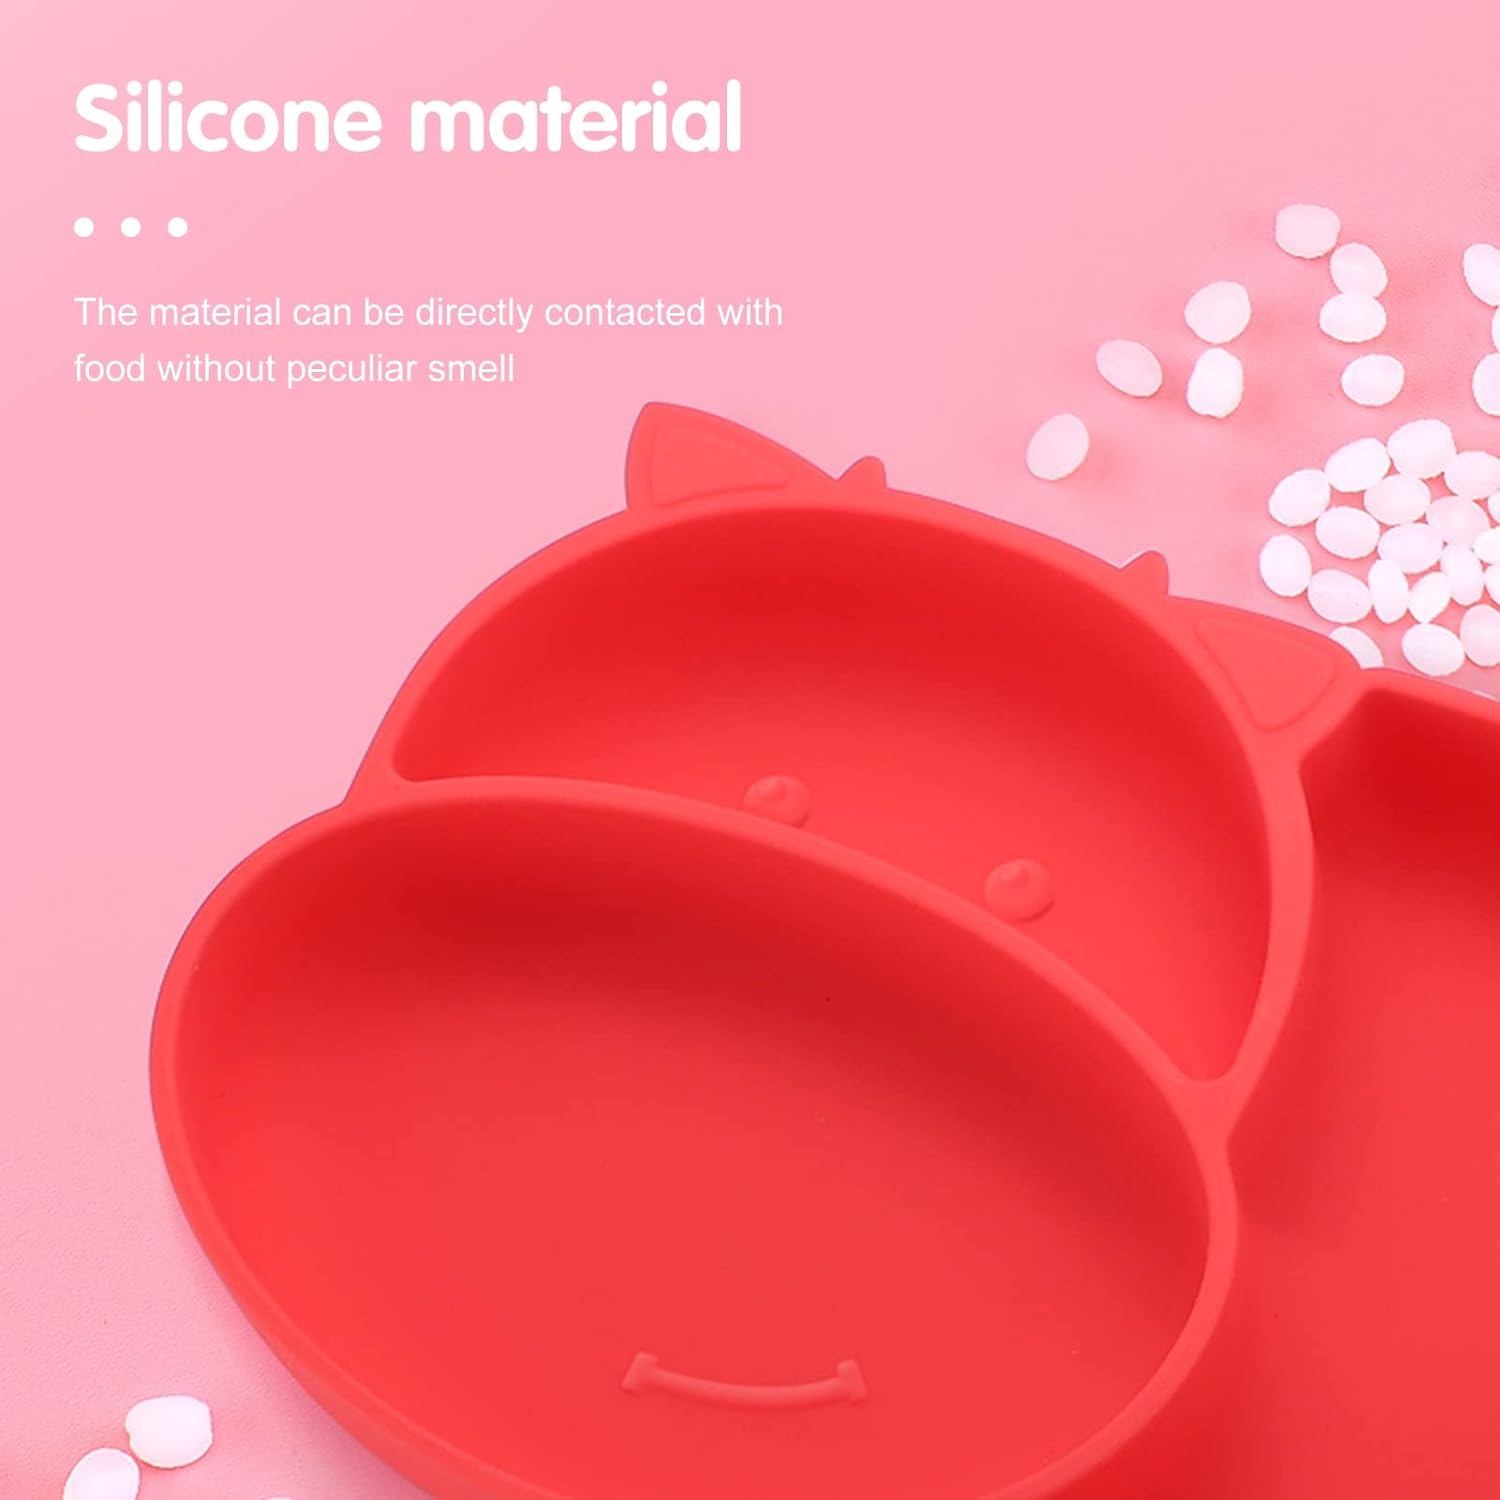 Silicone material
The material can be directly contacted with
food without peculiar smell